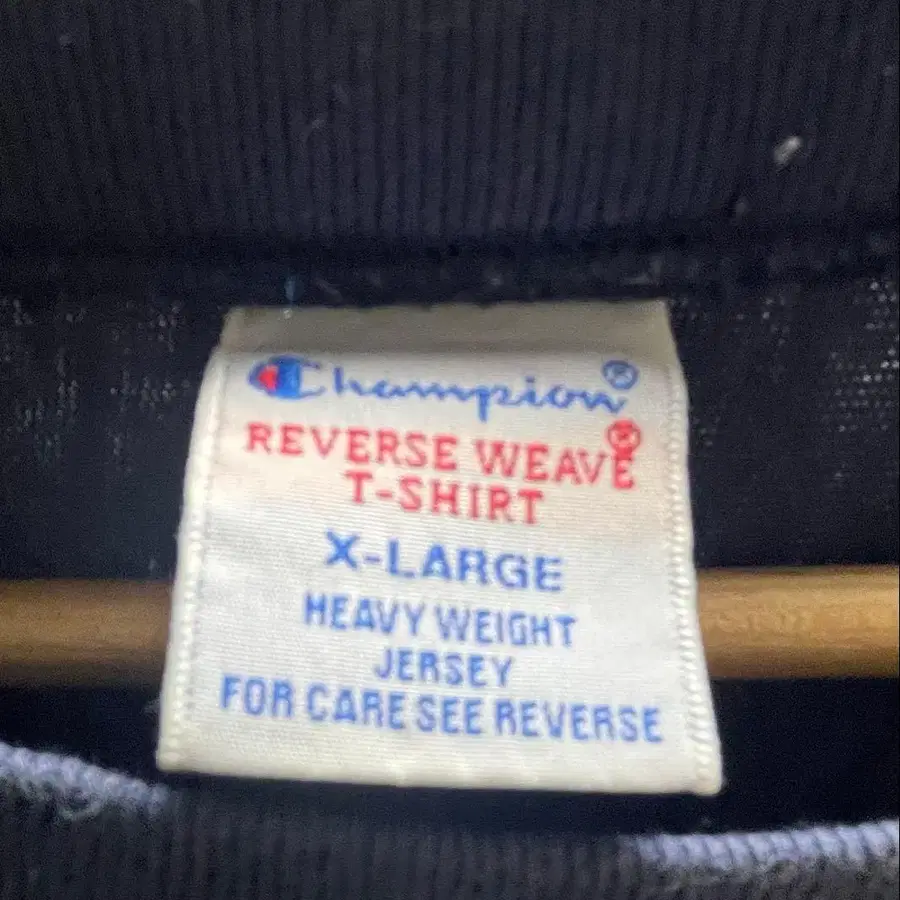 Champion®
REVERSE WEAVE®
T-SHIRT
X-LARGE
HEAVY WEIGHT
JERSEY
FOR CARE SEE REVERSE